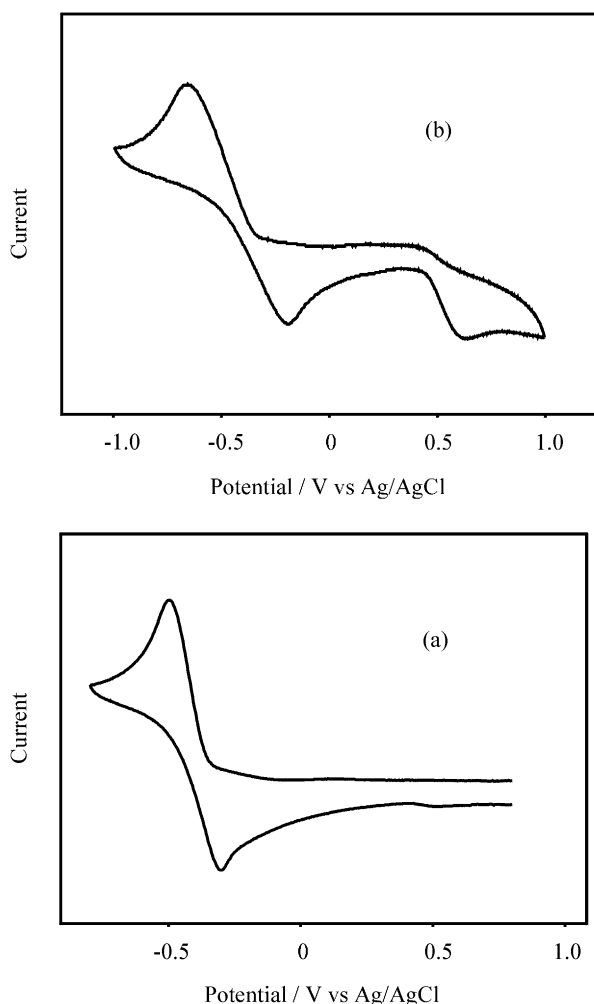 (b)
Current
-1.0 -0.5 0 0.5 1.0
Potential / V vs Ag/AgCl
(a)
Current
-0.5 0 0.5 1.0
Potential / V vs Ag/AgCl